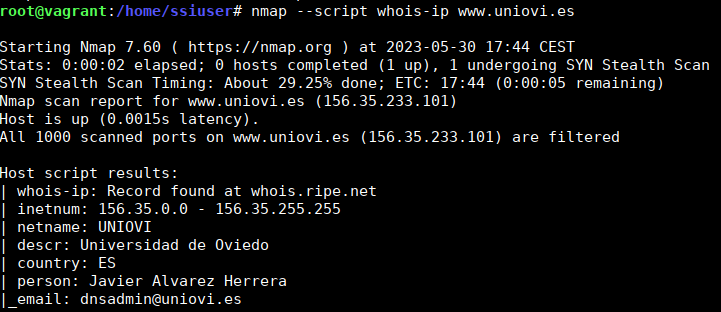 root@vagrant:/home/ssiuser# nmap --script whois-ip www.uniovi.es
Starting Nmap 7.60 ( https://nmap.org ) at 2023-05-30 17:44 CEST
Stats: 0:00:02 elapsed; 0 hosts completed (1 up), 1 undergoing SYN Stealth Scan
SYN Stealth Scan Timing: About 29.25% done; ETC: 17:44 (0:00:05 remaining)
Nmap scan report for www.uniovi.es (156.35.233.101)
Host is up (0.0015s latency).
All 1000 scanned ports on www.uniovi.es (156.35.233.101) are filtered
Host script results:
| whois-ip: Record found at whois.ripe.net
| inetnum: 156.35.0.0 - 156.35.255.255
| netname: UNIOVI
| descr: Universidad de Oviedo
| country: ES
| person: Javier Alvarez Herrera
|_email: dnsadmin@uniovi.es